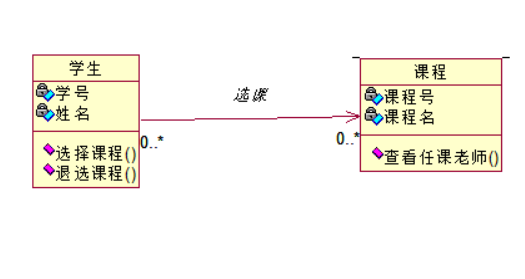 学生
学号
姓名
选择课程()
退选课程()
选课
0..*
0..*
课程
课程号
课程名
查看任课老师()